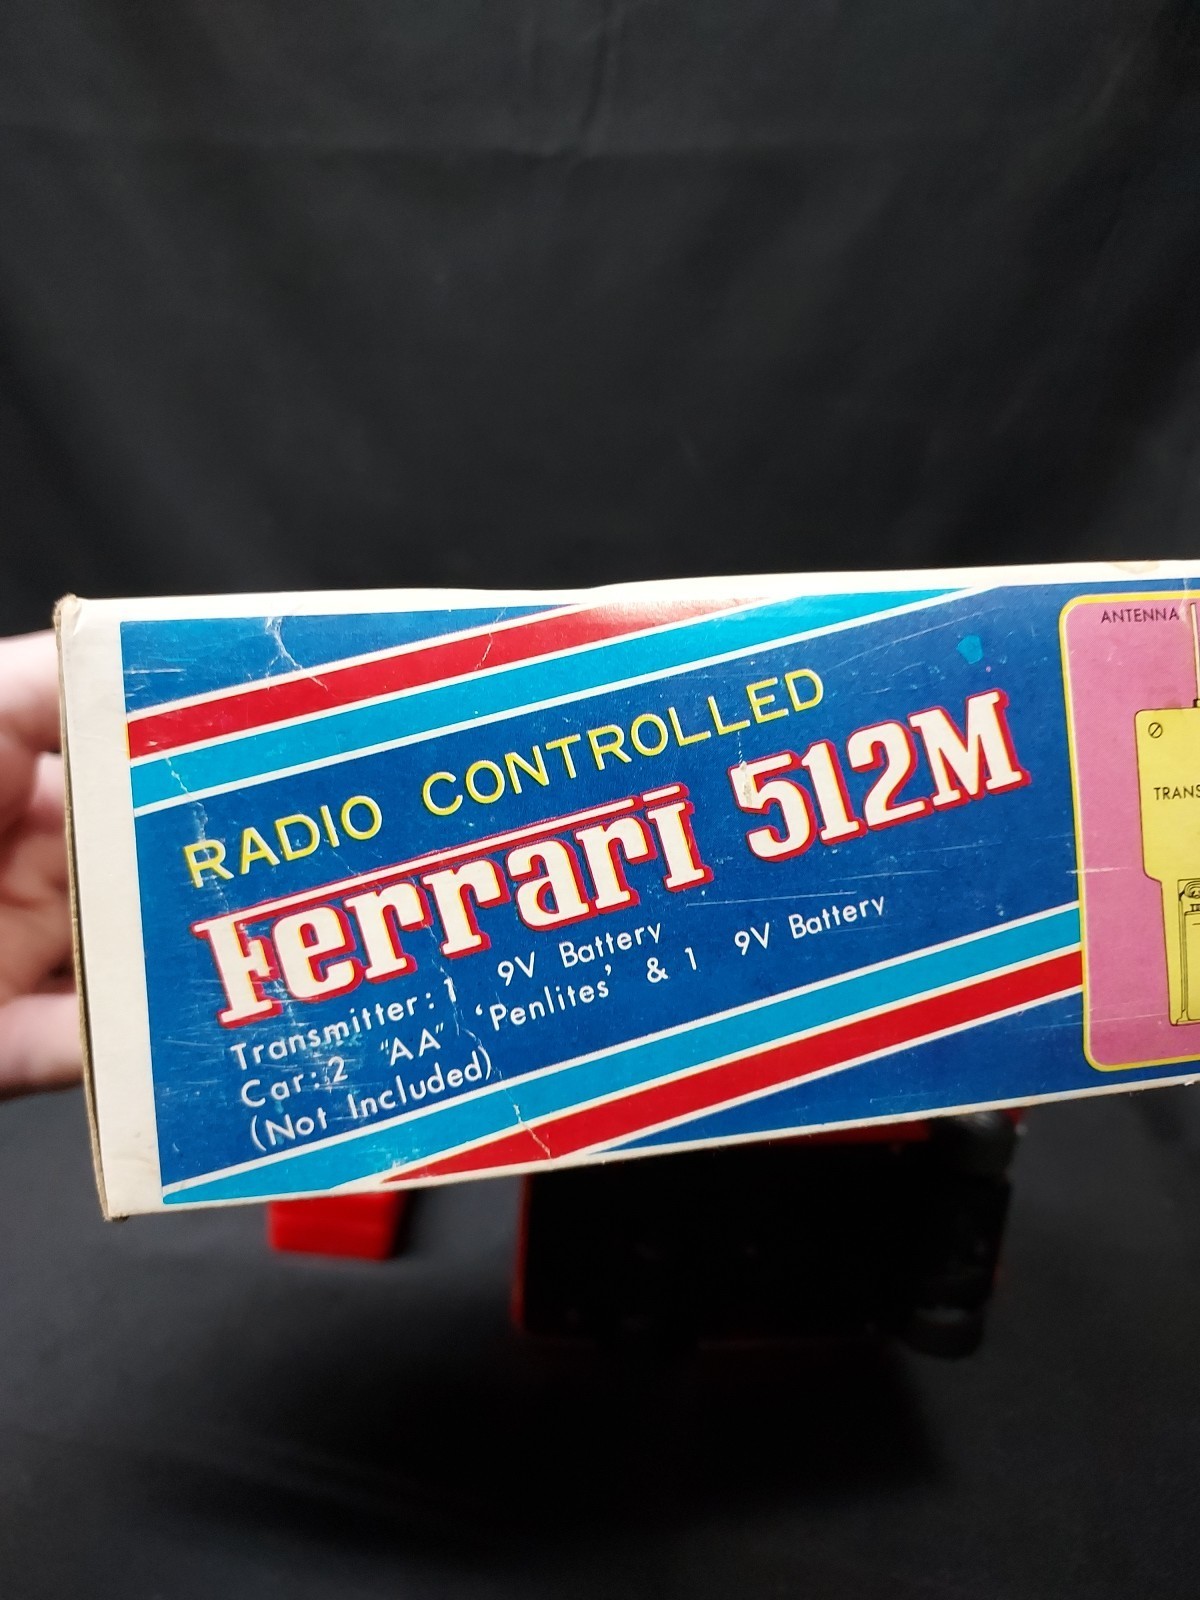 RADIO CONTROLLED
Ferrari 512M
Transmitter: 1 9V Battery
Car: 2 "AA" 'Penlites' & 1 9V Battery
(Not Included)
ANTENNA